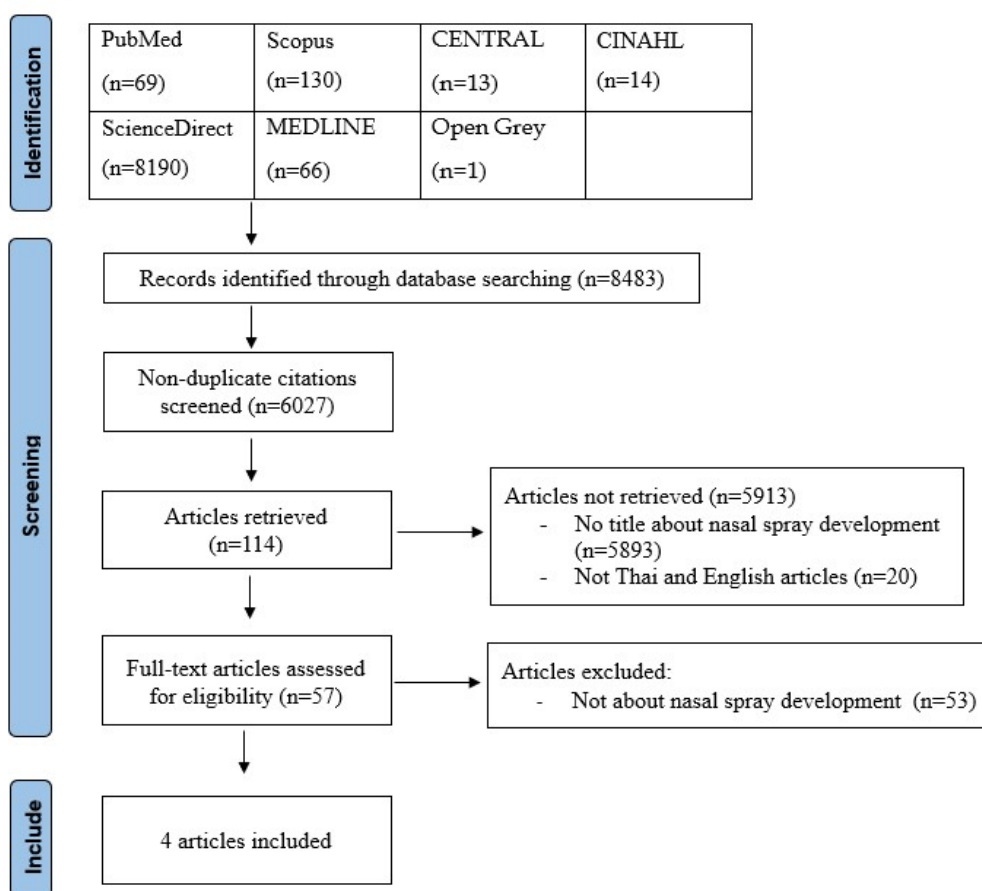 Identification
PubMed
(n=69)
Scopus
(n=130)
CENTRAL
(n=13)
CINAHL
(n=14)
ScienceDirect
(n=8190)
MEDLINE
(n=66)
Open Grey
(n=1)
Screening
Records identified through database searching (n=8483)
Non-duplicate citations
screened (n=6027)
Articles retrieved
(n=114)
Articles not retrieved (n=5913)
- No title about nasal spray development
(n=5893)
- Not Thai and English articles (n=20)
Full-text articles assessed
for eligibility (n=57)
Articles excluded:
- Not about nasal spray development (n=53)
Include
4 articles included